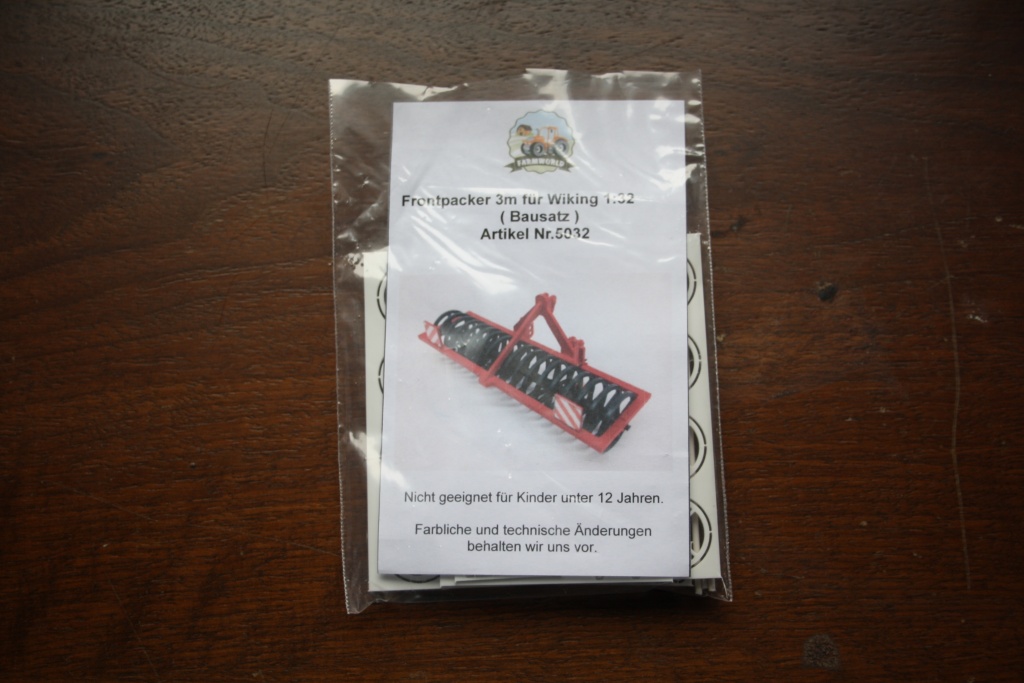 FARMWORLD
Frontpacker 3m für Wiking 1:32
( Bausatz )
Artikel Nr.5032
Nicht geeignet für Kinder unter 12 Jahren.
Farbliche und technische Änderungen
behalten wir uns vor.